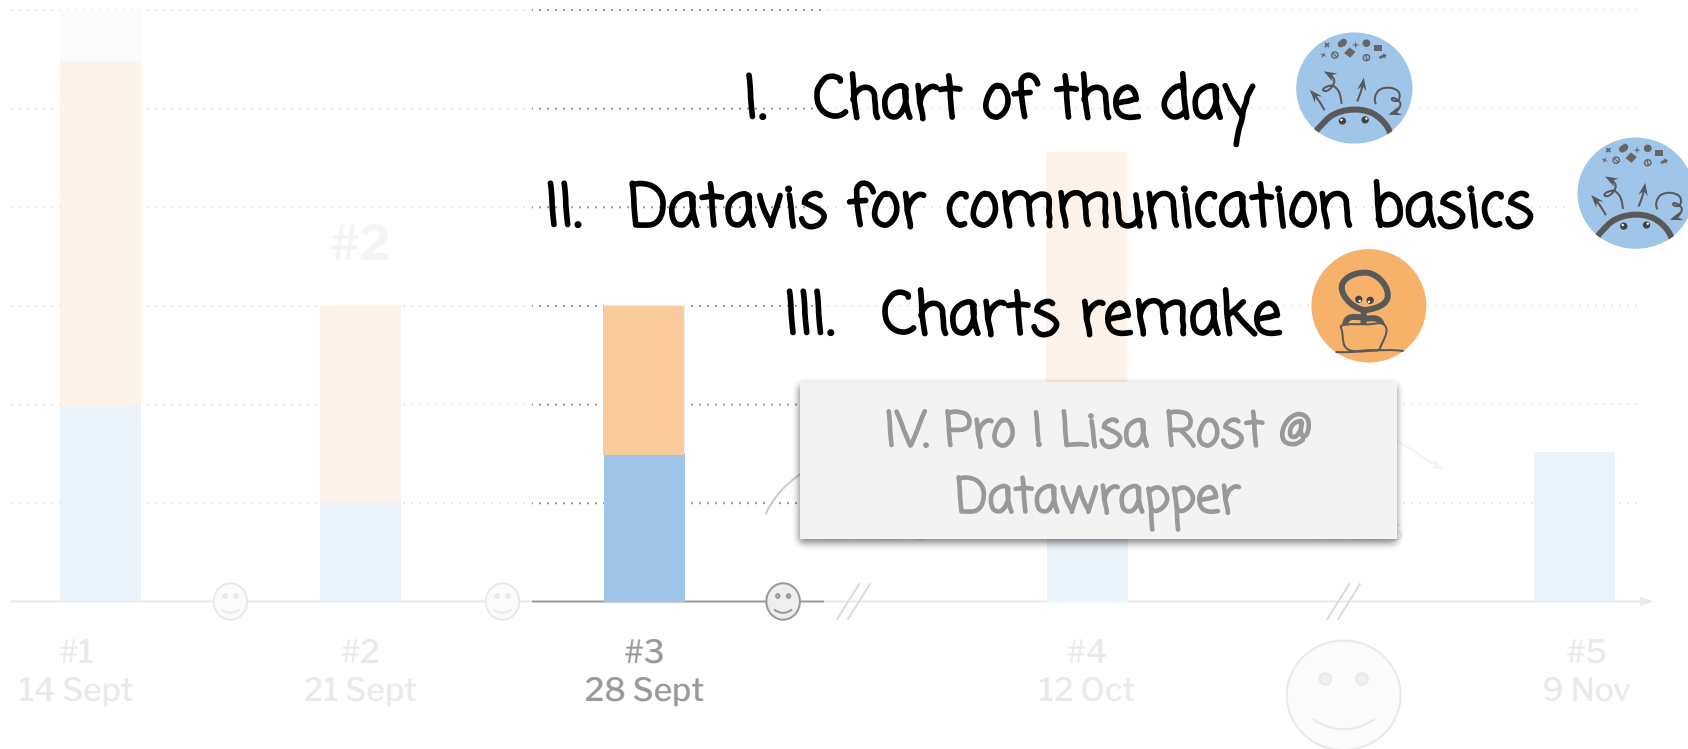 I. Chart of the day
II. Datavis for communication basics
#2
III. Charts remake
IV. Pro ! Lisa Rost @
Datawrapper
#1
14 Sept
#2
21 Sept
#3
28 Sept
#4
12 Oct
#5
9 Nov